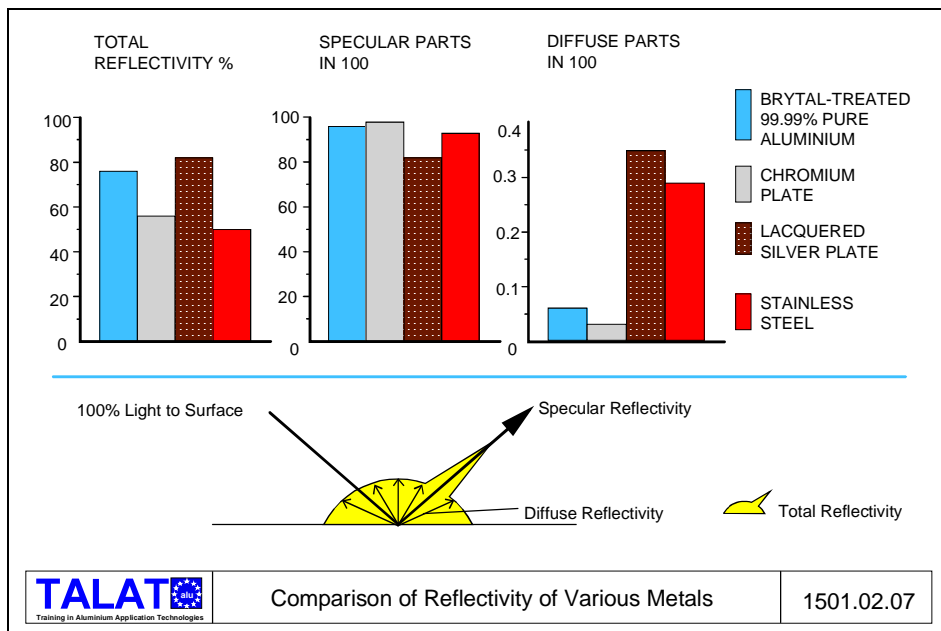 TOTAL
REFLECTIVITY %
SPECULAR PARTS
IN 100
DIFFUSE PARTS
IN 100
100
80
60
40
20
0
100
80
60
40
20
0
0.4
0.3
0.2
0.1
0
BRYTAL-TREATED
99.99% PURE
ALUMINIUM
CHROMIUM
PLATE
LACQUERED
SILVER PLATE
STAINLESS
STEEL
100% Light to Surface
Specular Reflectivity
Diffuse Reflectivity
Total Reflectivity
TALAT
alu
Training in Aluminium Application Technologies
Comparison of Reflectivity of Various Metals
1501.02.07